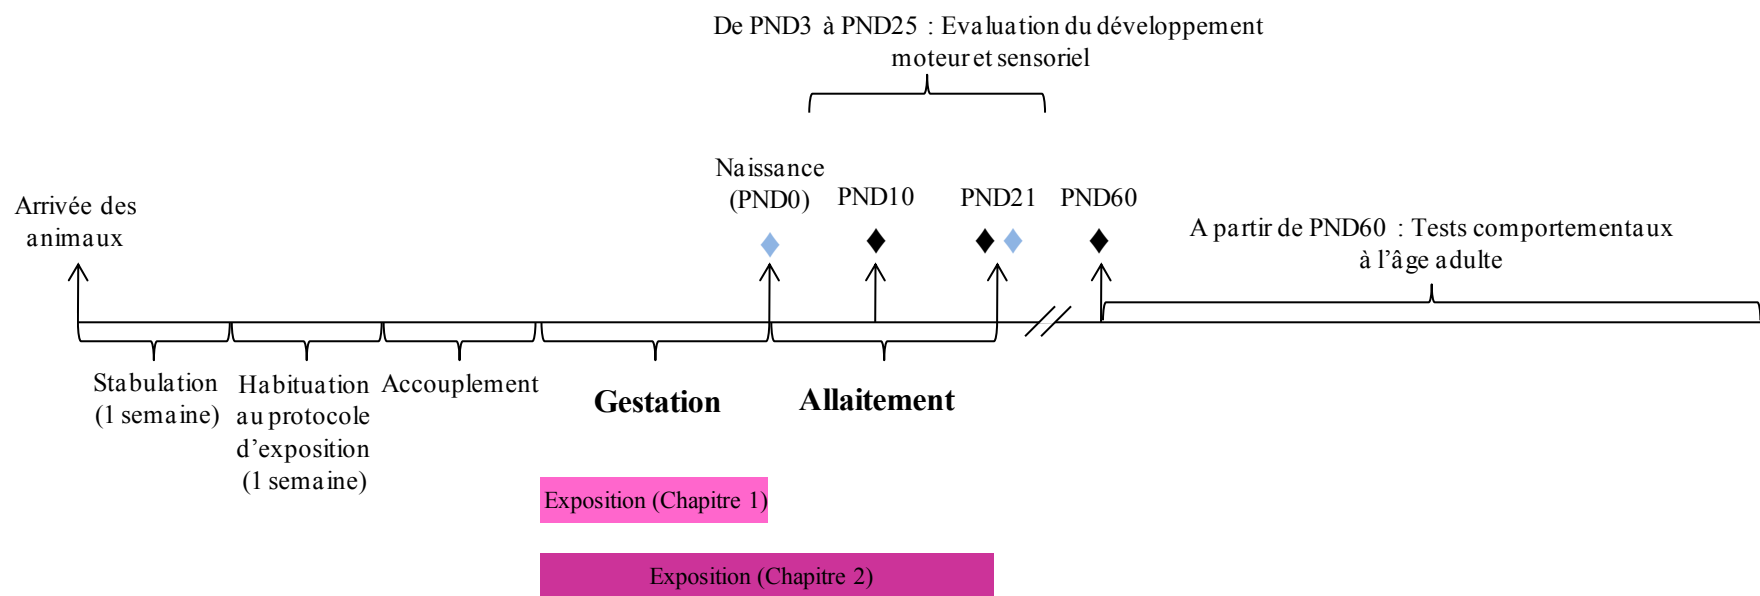 De PND3 à PND25 : Evaluation du développement
moteur et sensoriel
Naissance
(PND0)
PND10
PND21
PND60
Arrivée des
animaux
A partir de PND60 : Tests comportementaux
à l'âge adulte
Stabulation
(1 semaine)
Habituation
au protocole
d'exposition
(1 semaine)
Accouplement
Gestation
Allaitement
Exposition (Chapitre 1)
Exposition (Chapitre 2)